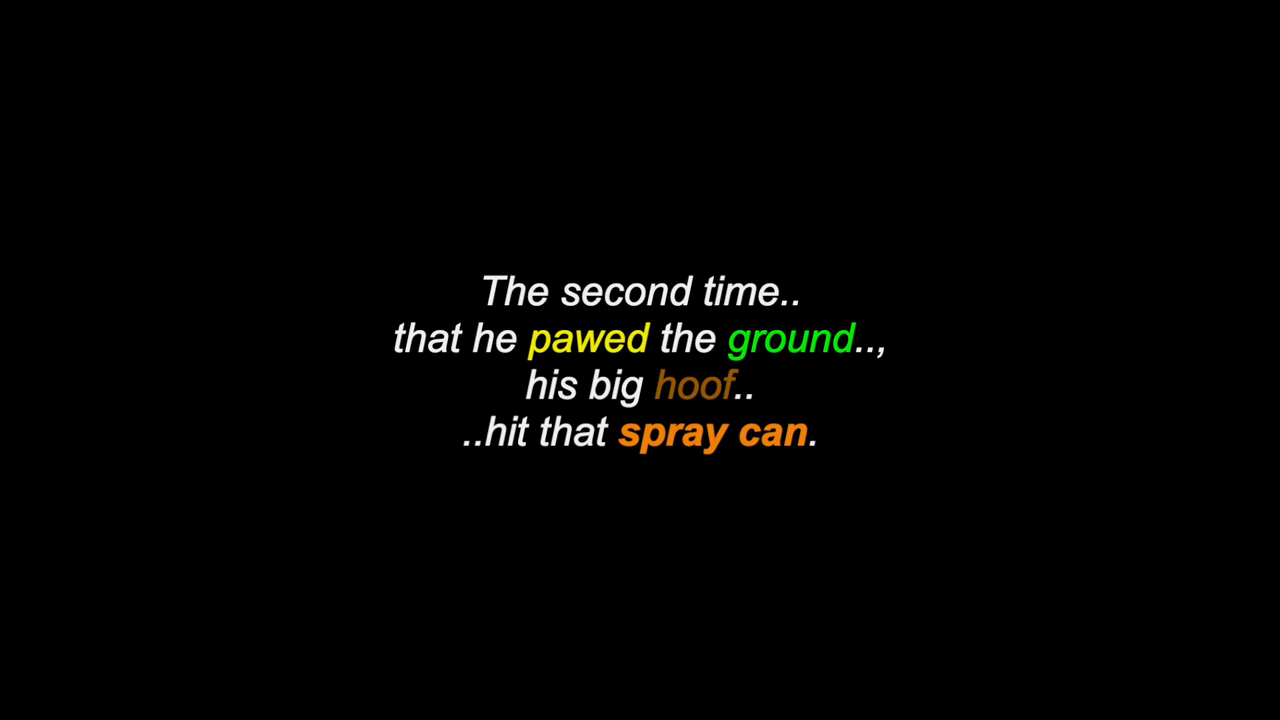 The second time..
that he pawed the ground..,
his big hoof..
..hit that spray can.